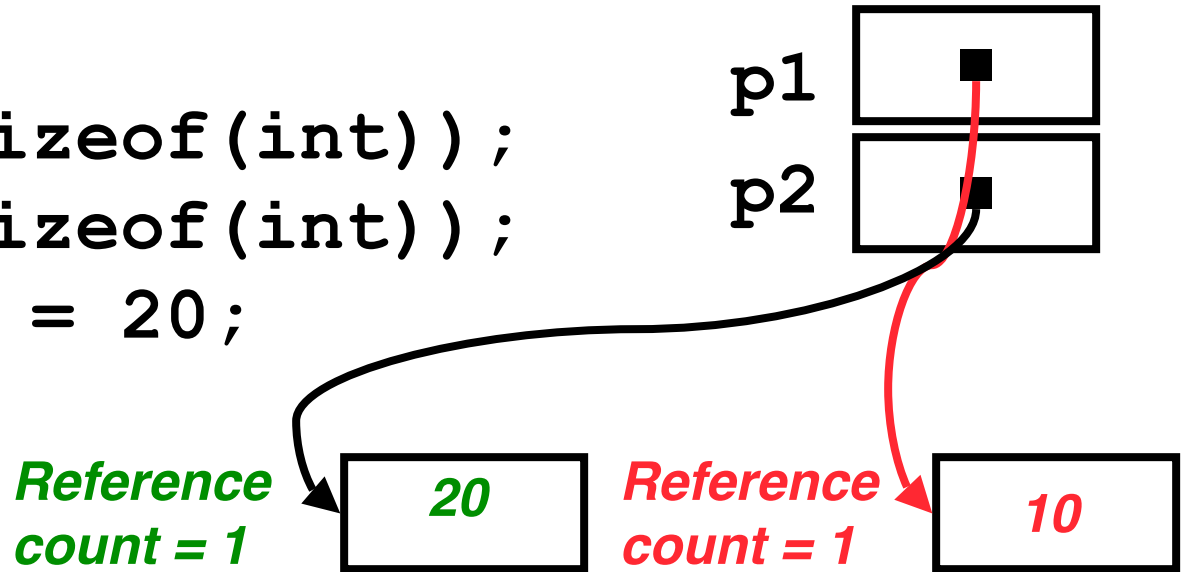 izeof(int));
izeof(int));
= 20;
p1
p2
Reference
count = 1
20
Reference
count = 1
10